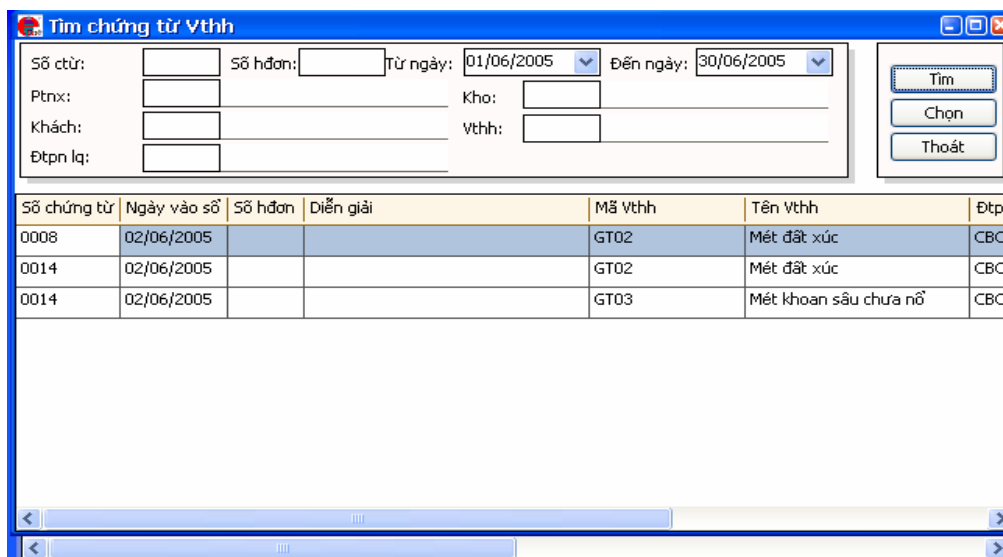 Tìm chứng từ Vthh
Số ctừ: Số hđơn: Từ ngày: 01/06/2005 Đến ngày: 30/06/2005
Ptnx: Kho:
Khách: Vthh:
Đtpn lq:
Tìm
Chọn
Thoát
Số chứng từ Ngày vào sổ Số hđơn Diễn giải Mã Vthh Tên Vthh Đtp
0008 02/06/2005 GT02 Mét đất xúc CBC
0014 02/06/2005 GT02 Mét đất xúc CBC
0014 02/06/2005 GT03 Mét khoan sâu chưa nổ CBC